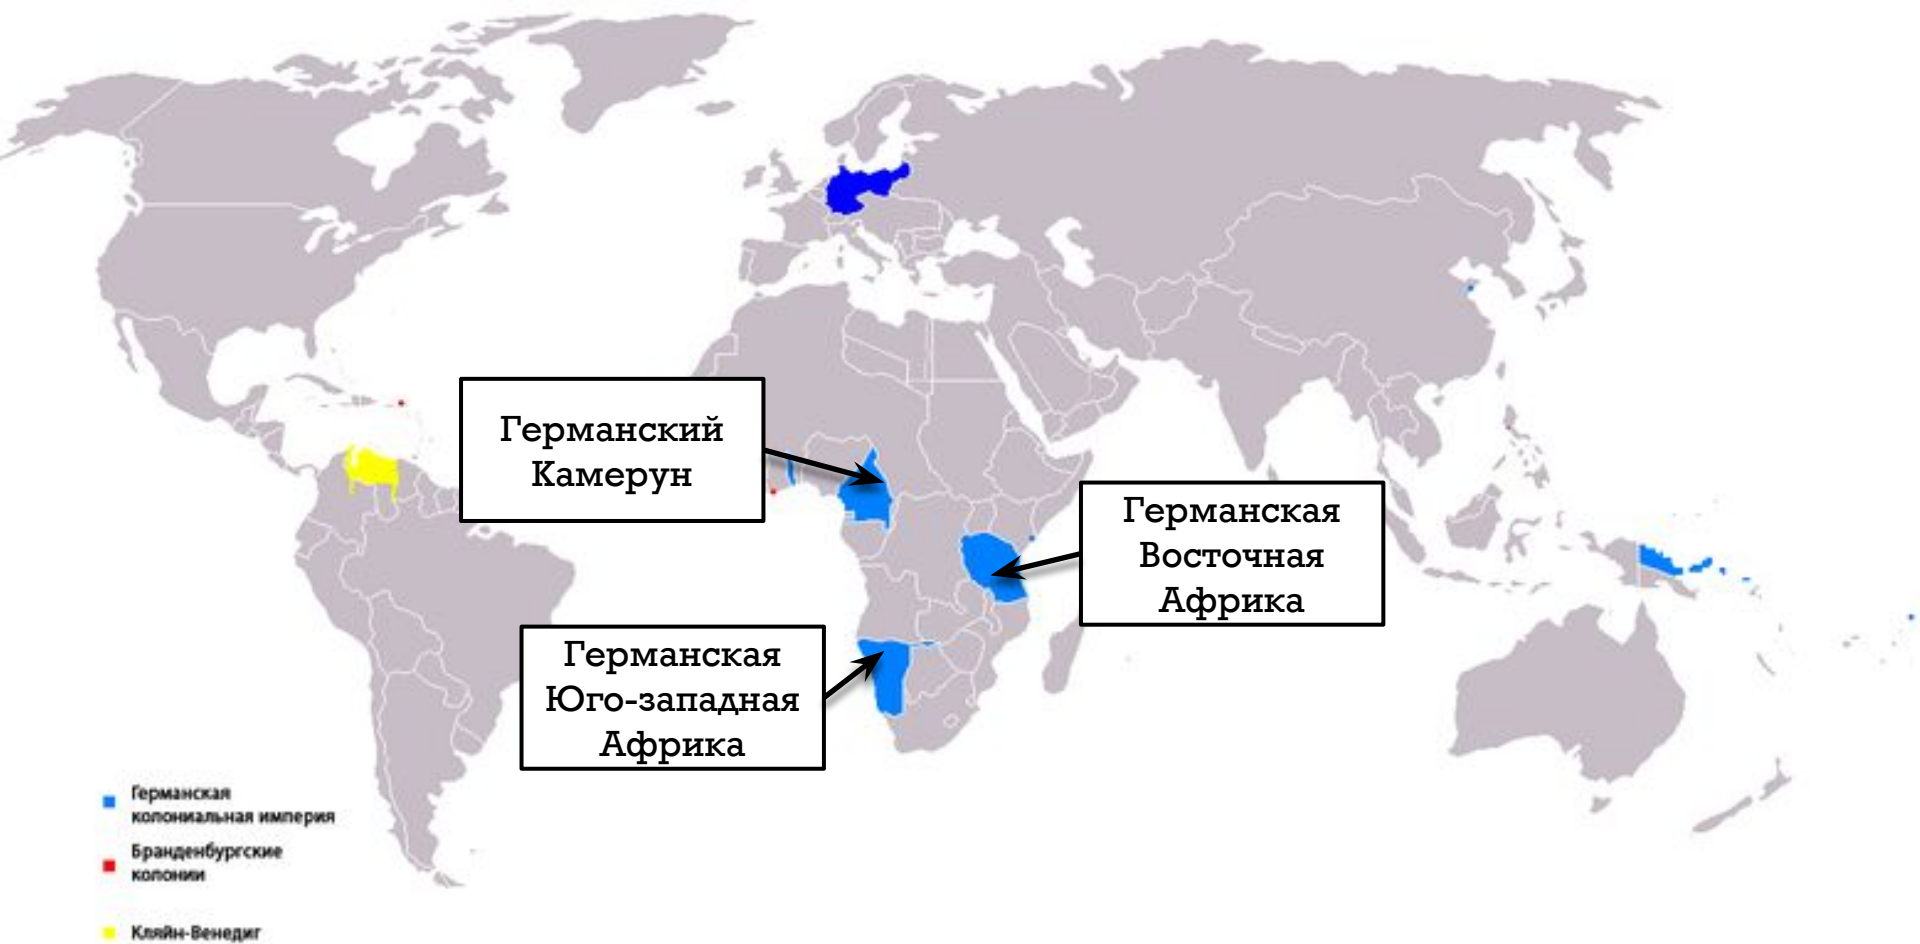 Германский
Камерун
Германская
Восточная
Африка
Германская
Юго-западная
Африка
Германская
колониальная империя
Бранденбургские
колонии
Кляйн-Венедиг